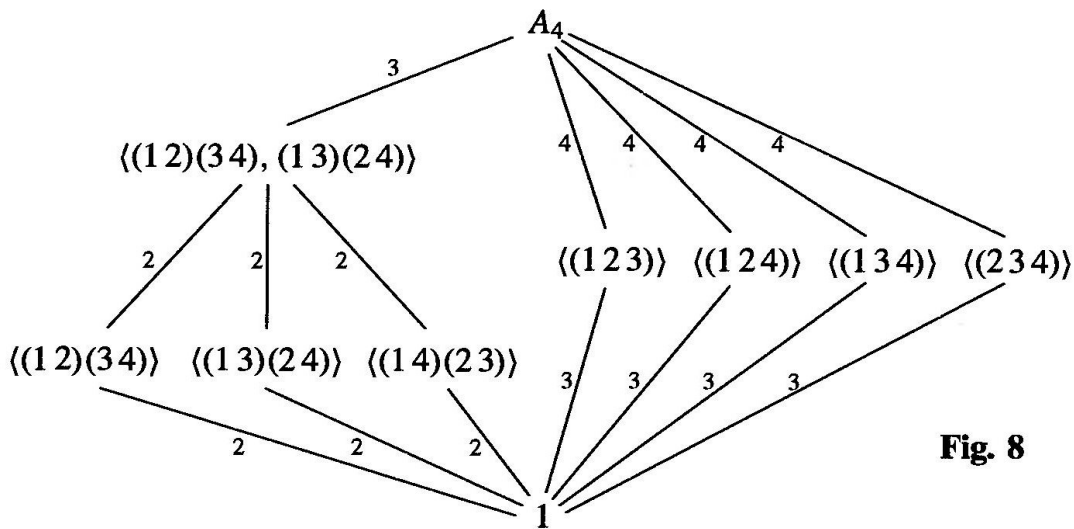 A4
3
⟨(1 2)(3 4), (1 3)(2 4)⟩
4 4 4 4
2 2 2
⟨(1 2 3)⟩ ⟨(1 2 4)⟩ ⟨(1 3 4)⟩ ⟨(2 3 4)⟩
⟨(1 2)(3 4)⟩ ⟨(1 3)(2 4)⟩ ⟨(1 4)(2 3)⟩
3 3 3 3
2 2 2
Fig. 8
1